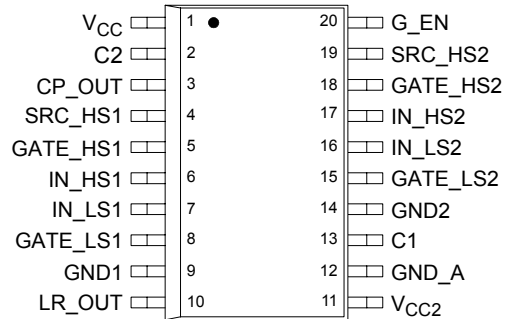 VCC 1 20 G_EN
C2 2 19 SRC_HS2
CP_OUT 3 18 GATE_HS2
SRC_HS1 4 17 IN_HS2
GATE_HS1 5 16 IN_LS2
IN_HS1 6 15 GATE_LS2
IN_LS1 7 14 GND2
GATE_LS1 8 13 C1
GND1 9 12 GND_A
LR_OUT 10 11 VCC2